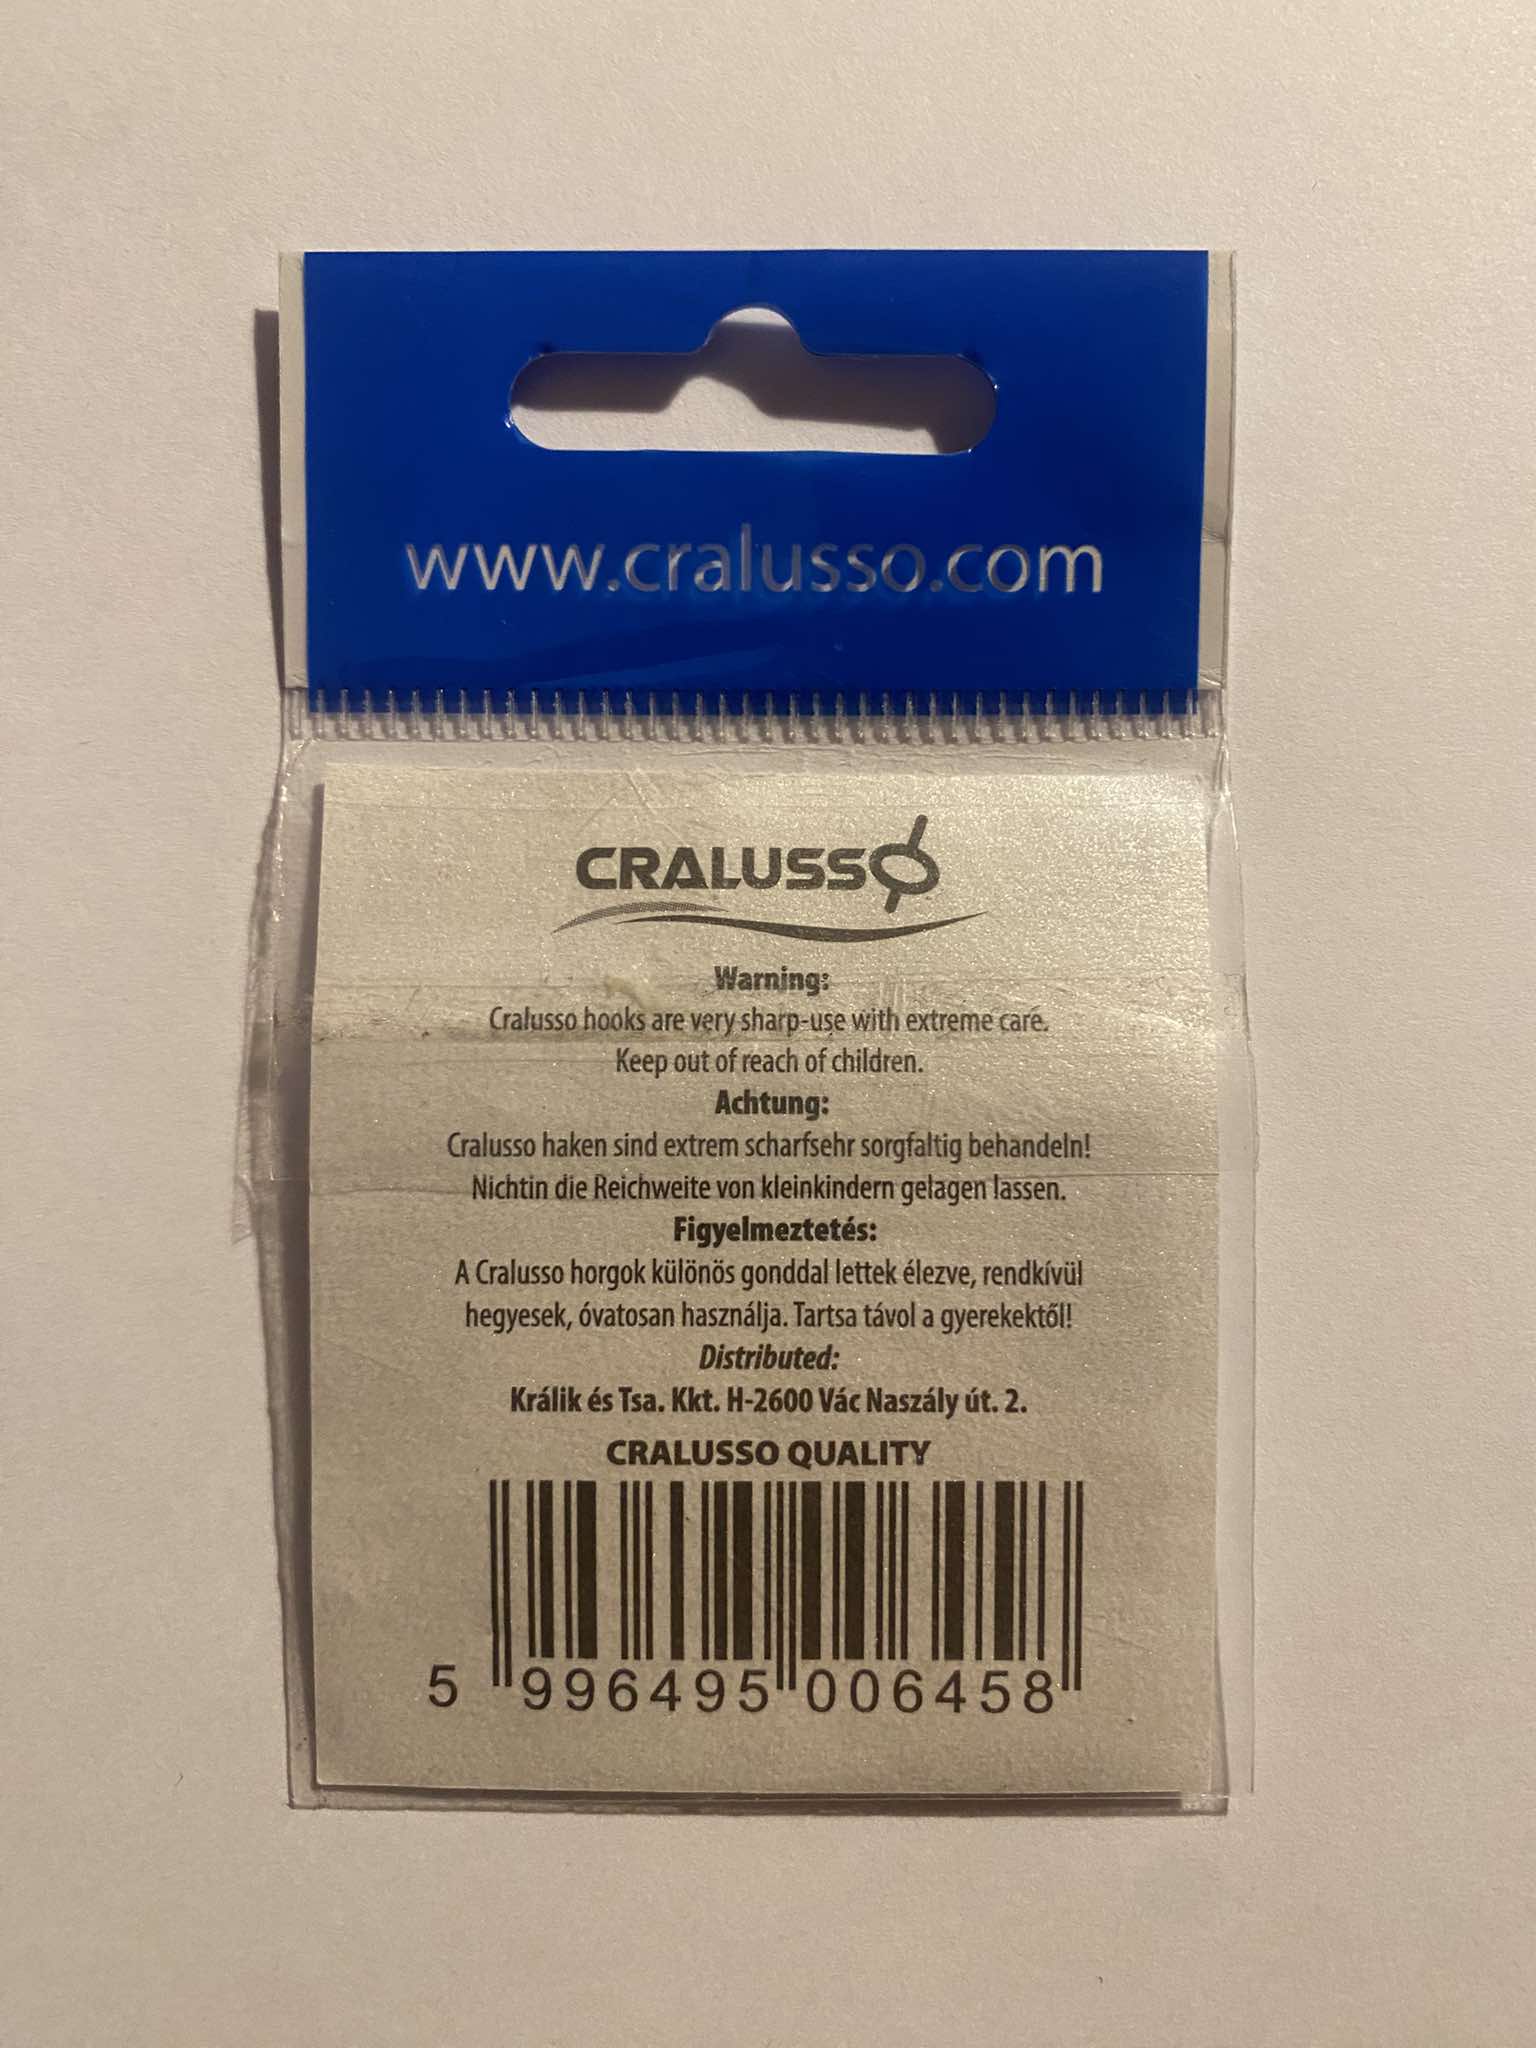 www.cralusso.com
CRALUSSO
Warning:
Cralusso hooks are very sharp-use with extreme care.
Keep out of reach of children.
Achtung:
Cralusso haken sind extrem scharfsehr sorgfaltig behandeln!
Nichtin die Reichweite von kleinkindern gelagen lassen.
Figyelmeztetés:
A Cralusso horgok különös gonddal lettek élezve, rendkívül
hegyesek, óvatosan használja. Tartsa távol a gyerekektől!
Distributed:
Králik és Tsa. Kkt. H-2600 Vác Naszály út. 2.
CRALUSSO QUALITY
5 996495 006458